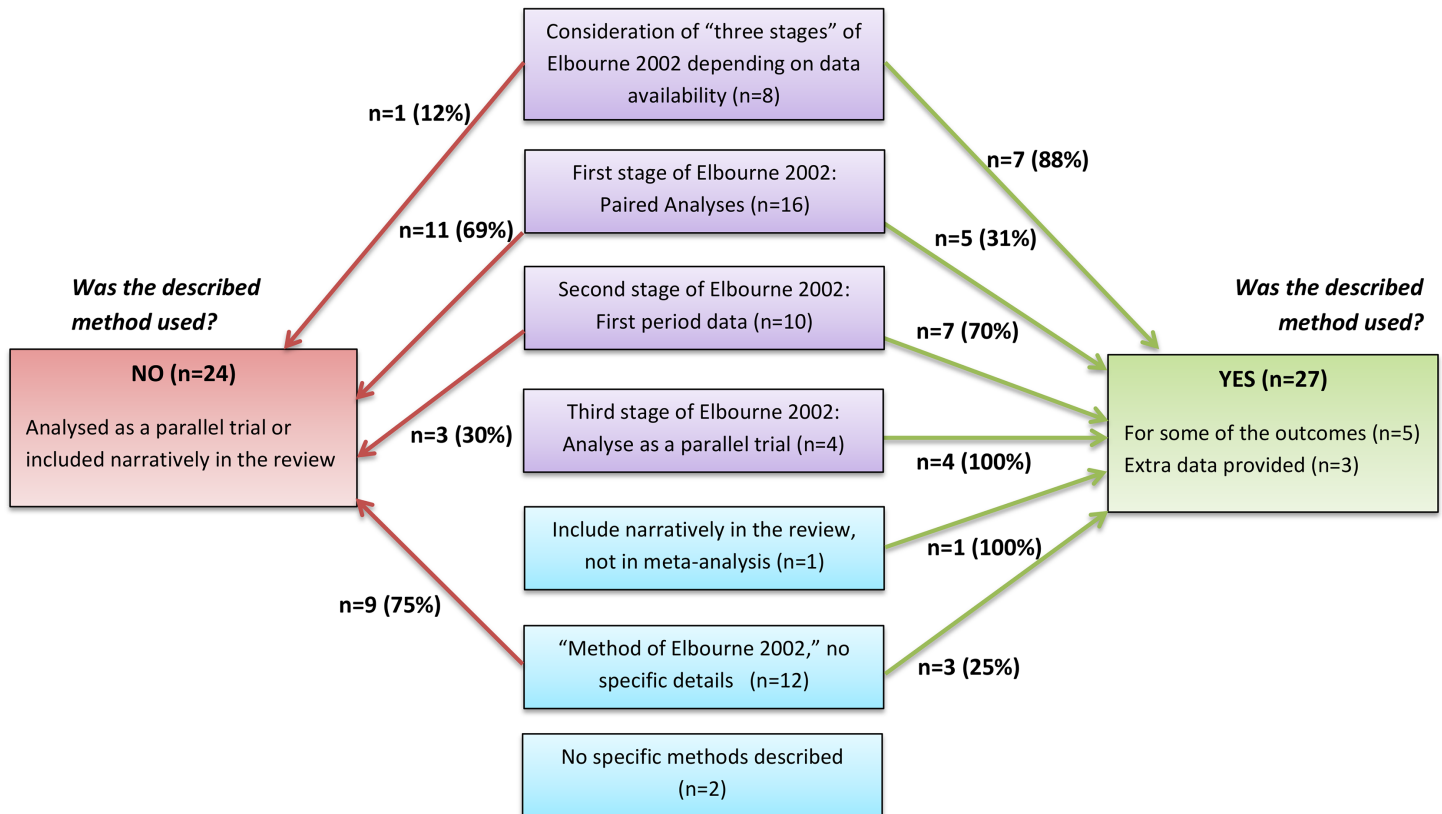 Consideration of “three stages” of
Elbourne 2002 depending on data
availability (n=8)
n=1 (12%)
n=7 (88%)
First stage of Elbourne 2002:
Paired Analyses (n=16)
n=11 (69%)
n=5 (31%)
Second stage of Elbourne 2002:
First period data (n=10)
n=3 (30%)
n=7 (70%)
Was the described
method used?
NO (n=24)
Analysed as a parallel trial or
included narratively in the review
Was the described
method used?
YES (n=27)
For some of the outcomes (n=5)
Extra data provided (n=3)
Third stage of Elbourne 2002:
Analyse as a parallel trial (n=4)
n=4 (100%)
Include narratively in the review,
not in meta-analysis (n=1)
n=1 (100%)
“Method of Elbourne 2002,” no
specific details (n=12)
n=9 (75%)
n=3 (25%)
No specific methods described
(n=2)